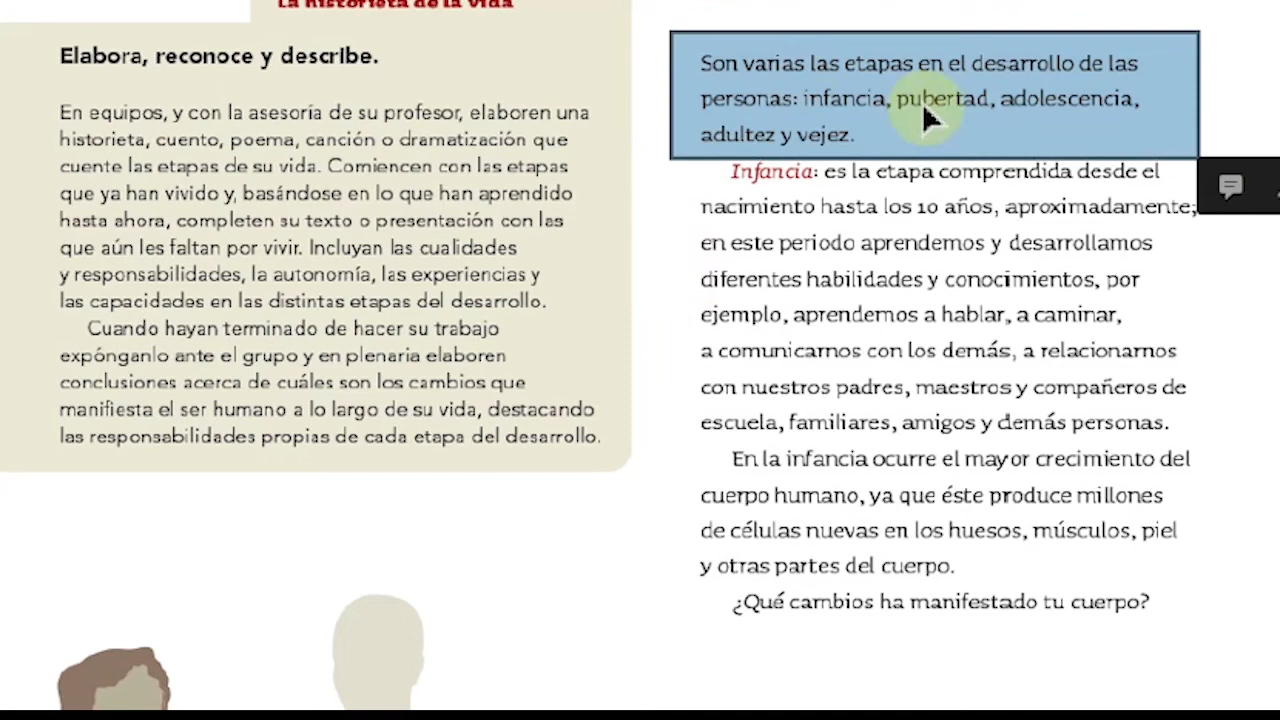 La historieta de la vida
Elabora, reconoce y describe.
En equipos, y con la asesoría de su profesor, elaboren una
historieta, cuento, poema, canción o dramatización que
cuente las etapas de su vida. Comiencen con las etapas
que ya han vivido y, basándose en lo que han aprendido
hasta ahora, completen su texto o presentación con las
que aún les faltan por vivir. Incluyan las cualidades
y responsabilidades, la autonomía, las experiencias y
las capacidades en las distintas etapas del desarrollo.
Cuando hayan terminado de hacer su trabajo
expónganlo ante el grupo y en plenaria elaboren
conclusiones acerca de cuáles son los cambios que
manifiesta el ser humano a lo largo de su vida, destacando
las responsabilidades propias de cada etapa del desarrollo.
Son varias las etapas en el desarrollo de las
personas: infancia, pubertad, adolescencia,
adultez y vejez.
Infancia: es la etapa comprendida desde el
nacimiento hasta los 10 años, aproximadamente;
en este periodo aprendemos y desarrollamos
diferentes habilidades y conocimientos, por
ejemplo, aprendemos a hablar, a caminar,
a comunicarnos con los demás, a relacionarnos
con nuestros padres, maestros y compañeros de
escuela, familiares, amigos y demás personas.
En la infancia ocurre el mayor crecimiento del
cuerpo humano, ya que éste produce millones
de células nuevas en los huesos, músculos, piel
y otras partes del cuerpo.
¿Qué cambios ha manifestado tu cuerpo?